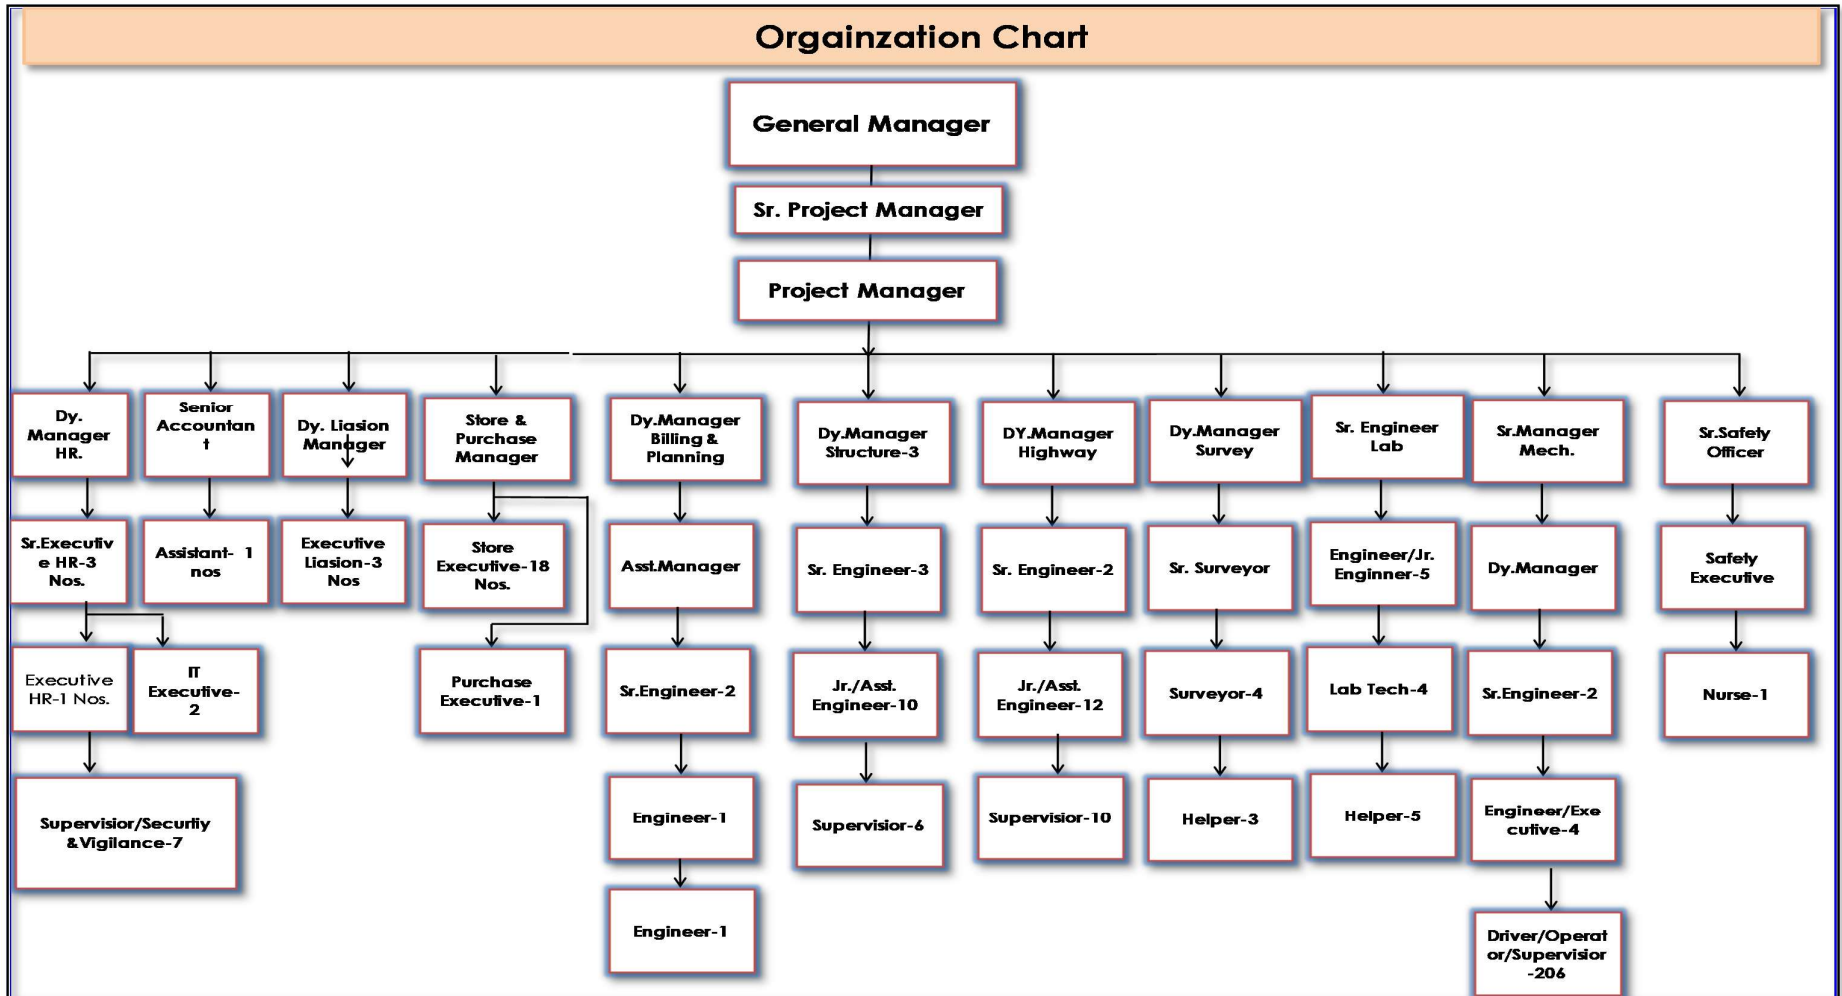 Orgainzation Chart
General Manager
Sr. Project Manager
Project Manager
Dy.
Manager
HR.
Senior
Accountan
t
Dy. Liasion
Manager
Store &
Purchase
Manager
Dy.Manager
Billing &
Planning
Dy.Manager
Structure-3
DY.Manager
Highway
Dy.Manager
Survey
Sr. Engineer
Lab
Sr.Manager
Mech.
Sr.Safety
Officer
Sr.Executiv
e HR-3
Nos.
Assistant- 1
nos
Executive
Liasion-3
Nos
Store
Executive-18
Nos.
Asst.Manager
Sr. Engineer-3
Sr. Engineer-2
Sr. Surveyor
Engineer/Jr.
Enginner-5
Dy.Manager
Safety
Executive
Executive
HR-1 Nos.
IT
Executive-
2
Purchase
Executive-1
Sr.Engineer-2
Jr./Asst.
Engineer-10
Jr./Asst.
Engineer-12
Surveyor-4
Lab Tech-4
Sr.Engineer-2
Nurse-1
Supervisior/Securtiy
&Vigilance-7
Engineer-1
Supervisior-6
Supervisior-10
Helper-3
Helper-5
Engineer/Exe
cutive-4
Engineer-1
Driver/Operat
or/Supervisior
-206